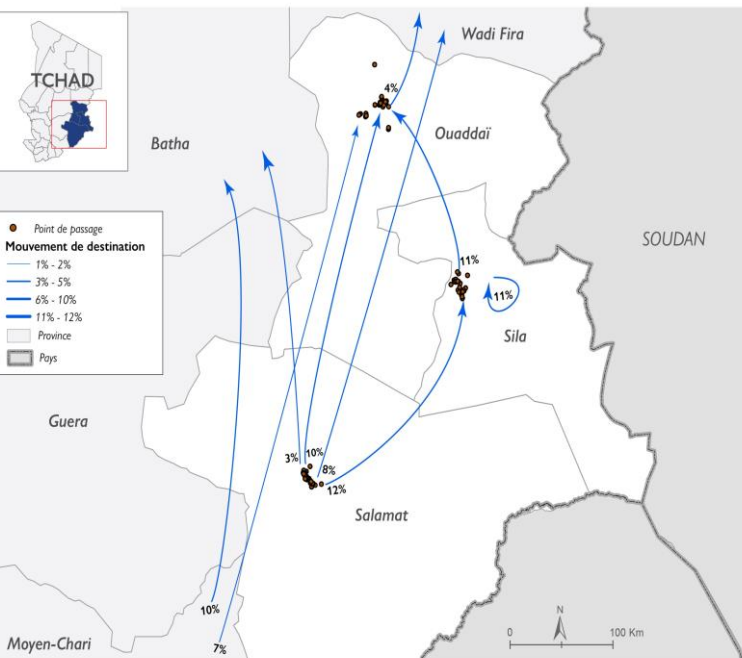 TCHAD
Wadi Fira
4%
Ouaddaï
Batha
Point de passage
Mouvement de destination
1% - 2%
3% - 5%
6% - 10%
11% - 12%
Province
Pays
SOUDAN
11%
11%
Sila
Guera
3%
10%
8%
12%
Salamat
10%
7%
Moyen-Chari
N
0
100 Km